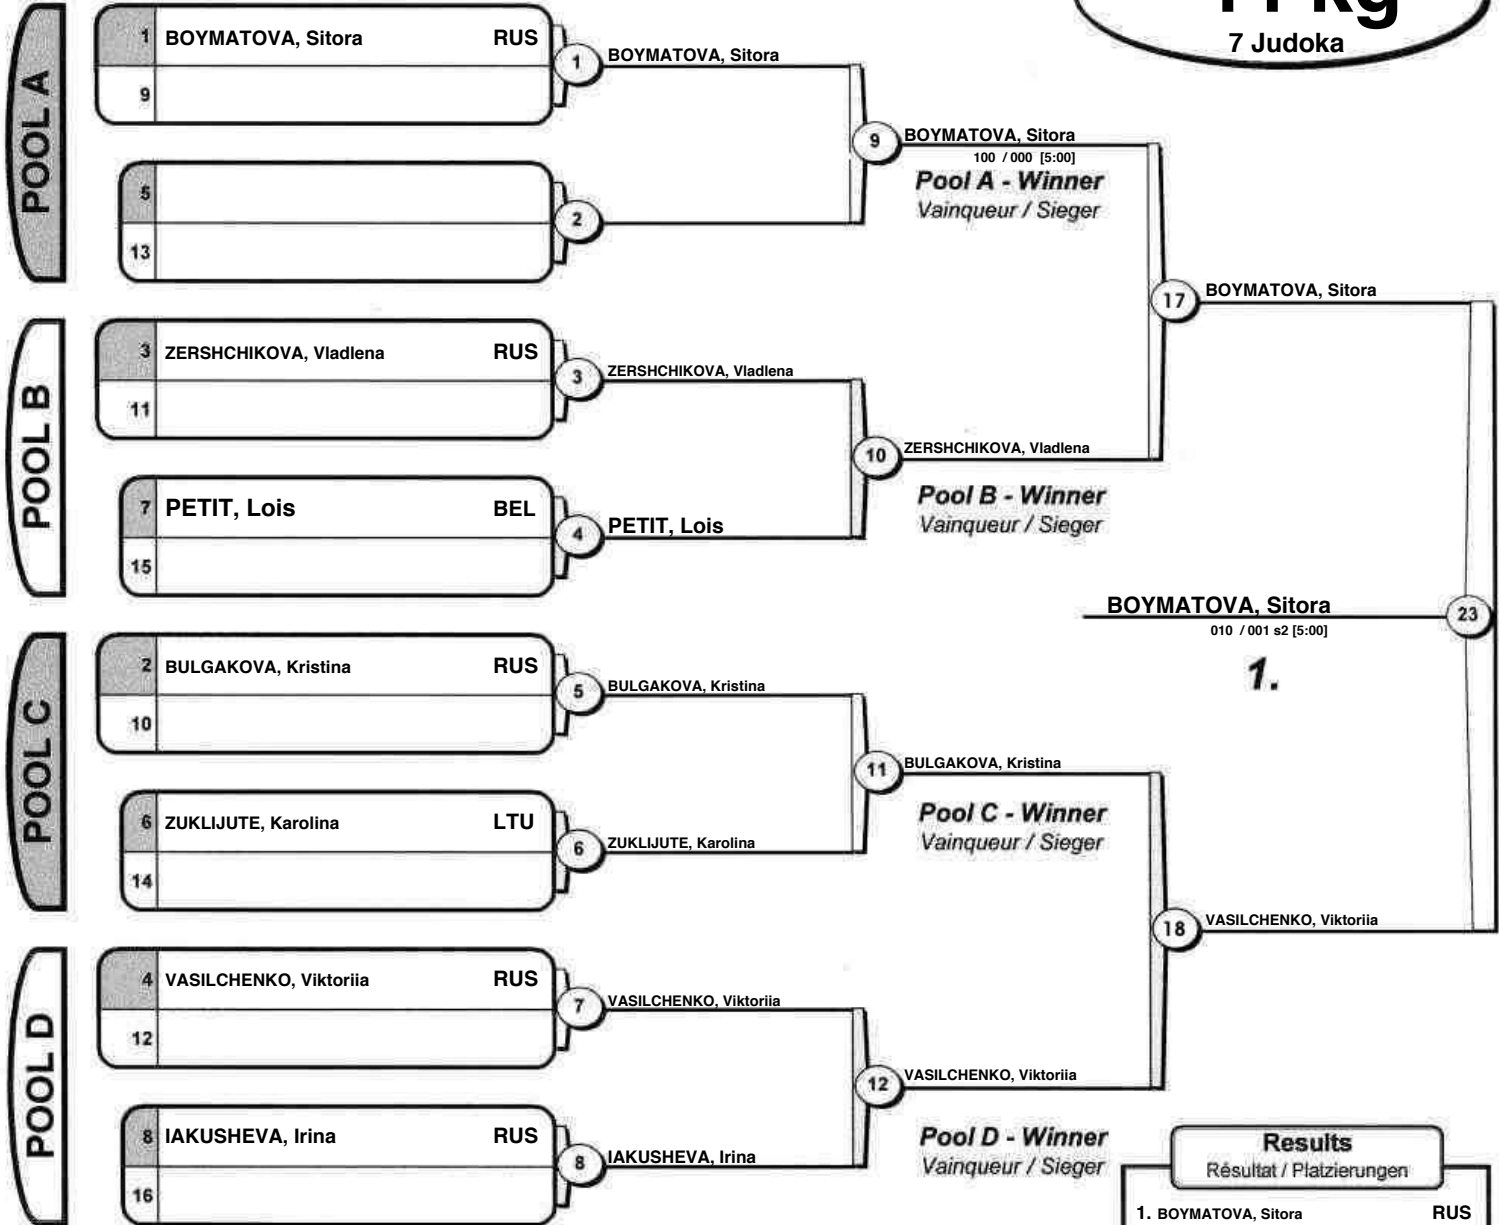 7 Judoka
POOL A
1 BOYMATOVA, Sitora RUS
9
5
13
1 BOYMATOVA, Sitora
2
9 BOYMATOVA, Sitora
100 / 000 [5:00]
Pool A - Winner
Vainqueur / Sieger
POOL B
3 ZERSHCHIKOVA, Vladlena RUS
11
7 PETIT, Lois BEL
15
3 ZERSHCHIKOVA, Vladlena
4 PETIT, Lois
10 ZERSHCHIKOVA, Vladlena
Pool B - Winner
Vainqueur / Sieger
17 BOYMATOVA, Sitora
POOL C
2 BULGAKOVA, Kristina RUS
10
6 ZUKLIJUTE, Karolina LTU
14
5 BULGAKOVA, Kristina
6 ZUKLIJUTE, Karolina
11 BULGAKOVA, Kristina
Pool C - Winner
Vainqueur / Sieger
POOL D
4 VASILCHENKO, Viktoriia RUS
12
8 IAKUSHEVA, Irina RUS
16
7 VASILCHENKO, Viktoriia
8 IAKUSHEVA, Irina
12 VASILCHENKO, Viktoriia
Pool D - Winner
Vainqueur / Sieger
18 VASILCHENKO, Viktoriia
BOYMATOVA, Sitora 23
010 / 001 s2 [5:00]
1.
Results
Résultat / Platzierungen
1. BOYMATOVA, Sitora RUS